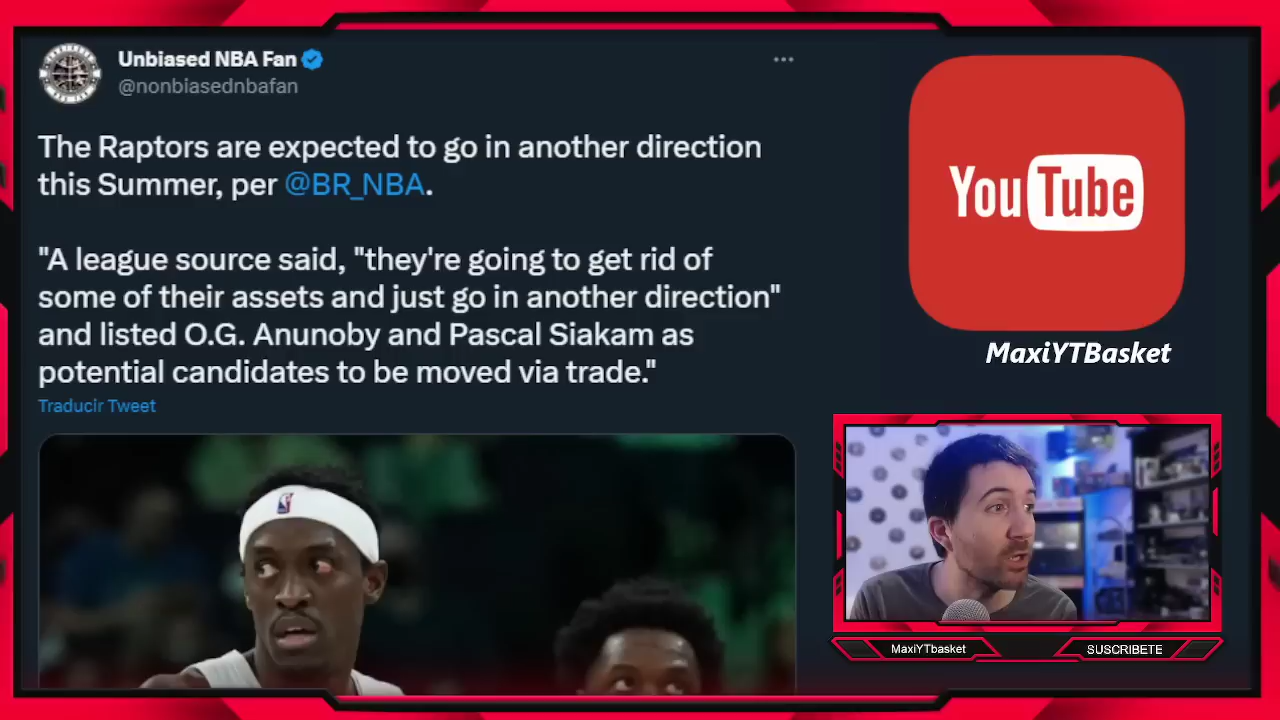 Unbiased NBA Fan
@nonbiasednbafan
The Raptors are expected to go in another direction
this Summer, per @BR_NBA.
"A league source said, "they're going to get rid of
some of their assets and just go in another direction"
and listed O.G. Anunoby and Pascal Siakam as
potential candidates to be moved via trade."
Traducir Tweet
YouTube
MaxiYTBasket
MaxiYTbasket
SUSCRIBETE